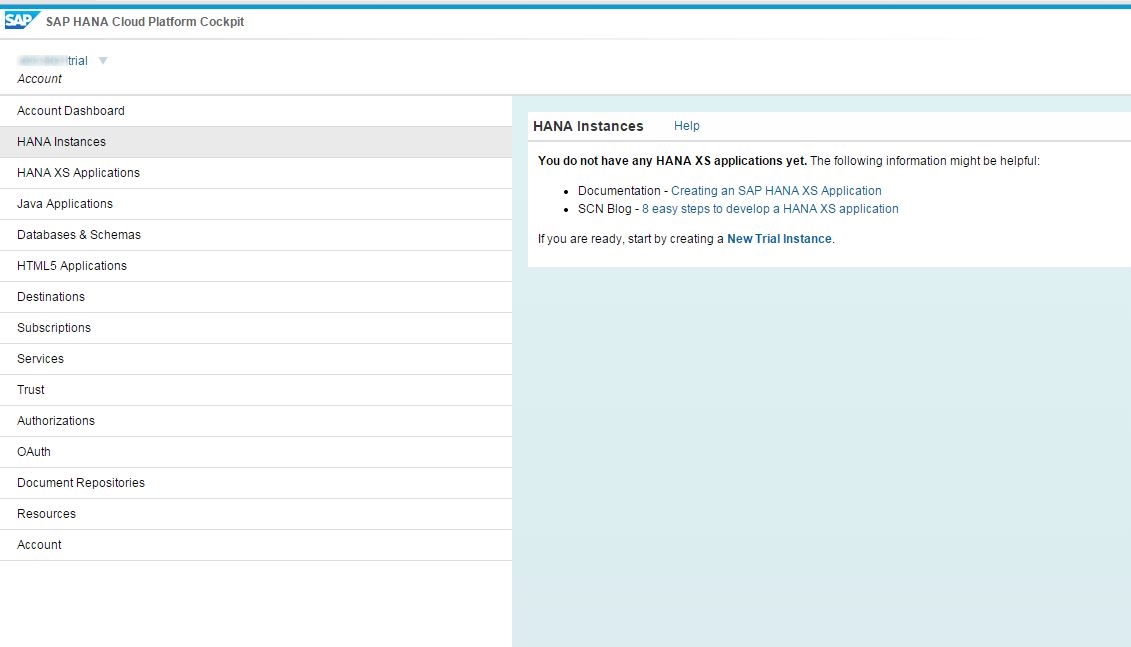 SAP SAP HANA Cloud Platform Cockpit
trial
Account
Account Dashboard
HANA Instances
HANA XS Applications
Java Applications
Databases & Schemas
HTML5 Applications
Destinations
Subscriptions
Services
Trust
Authorizations
OAuth
Document Repositories
Resources
Account
HANA Instances Help
You do not have any HANA XS applications yet. The following information might be helpful:
• Documentation - Creating an SAP HANA XS Application
• SCN Blog - 8 easy steps to develop a HANA XS application
If you are ready, start by creating a New Trial Instance.